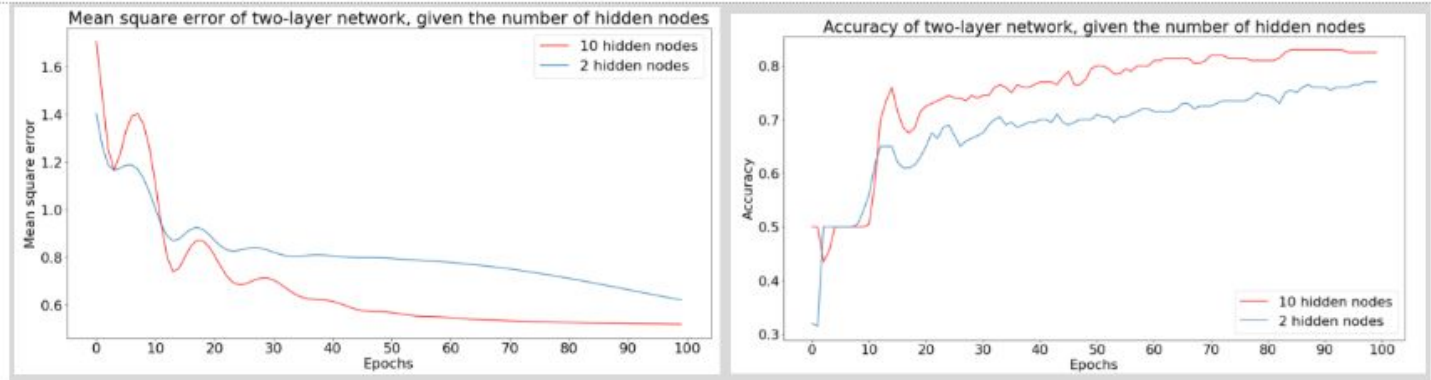 Mean square error of two-layer network, given the number of hidden nodes
10 hidden nodes
2 hidden nodes
1.6
1.4
1.2
1.0
0.8
0.6
Mean square error
0 10 20 30 40 50 60 70 80 90 100
Epochs
Accuracy of two-layer network, given the number of hidden nodes
0.8
0.7
0.6
0.5
0.4
0.3
Accuracy
10 hidden nodes
2 hidden nodes
0 10 20 30 40 50 60 70 80 90 100
Epochs